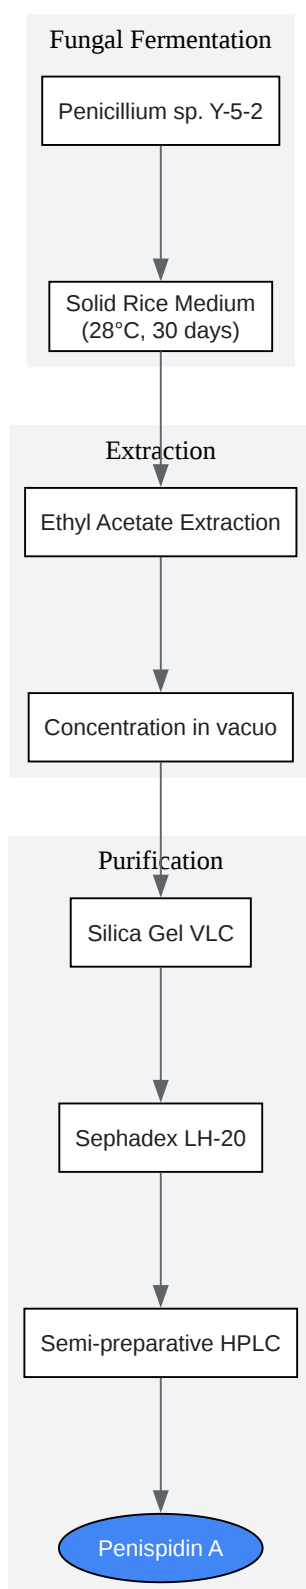 Fungal Fermentation
Penicillium sp. Y-5-2
Solid Rice Medium
(28°C, 30 days)
Extraction
Ethyl Acetate Extraction
Concentration in vacuo
Purification
Silica Gel VLC
Sephadex LH-20
Semi-preparative HPLC
Penispidin A